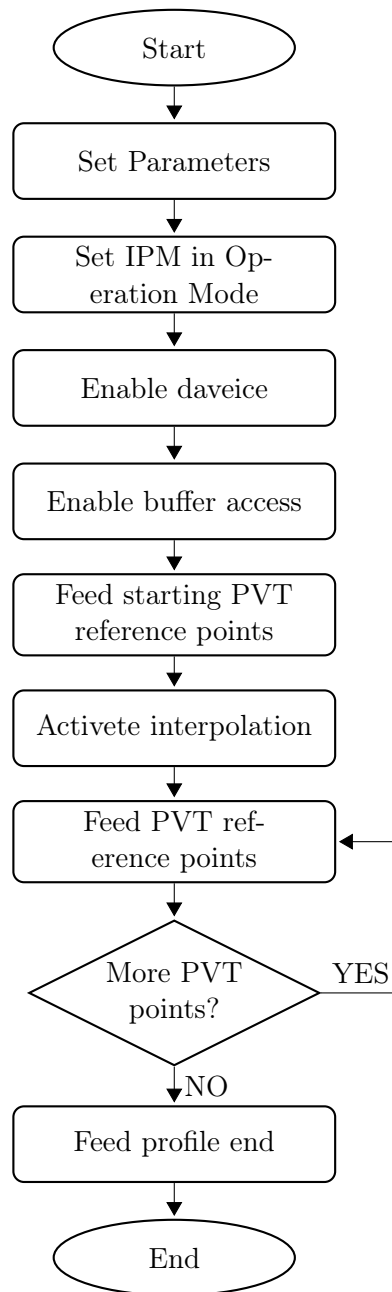 Start
Set Parameters
Set IPM in Op-
eration Mode
Enable daveice
Enable buffer access
Feed starting PVT
reference points
Activete interpolation
Feed PVT ref-
erence points
More PVT
points?
YES
NO
Feed profile end
End